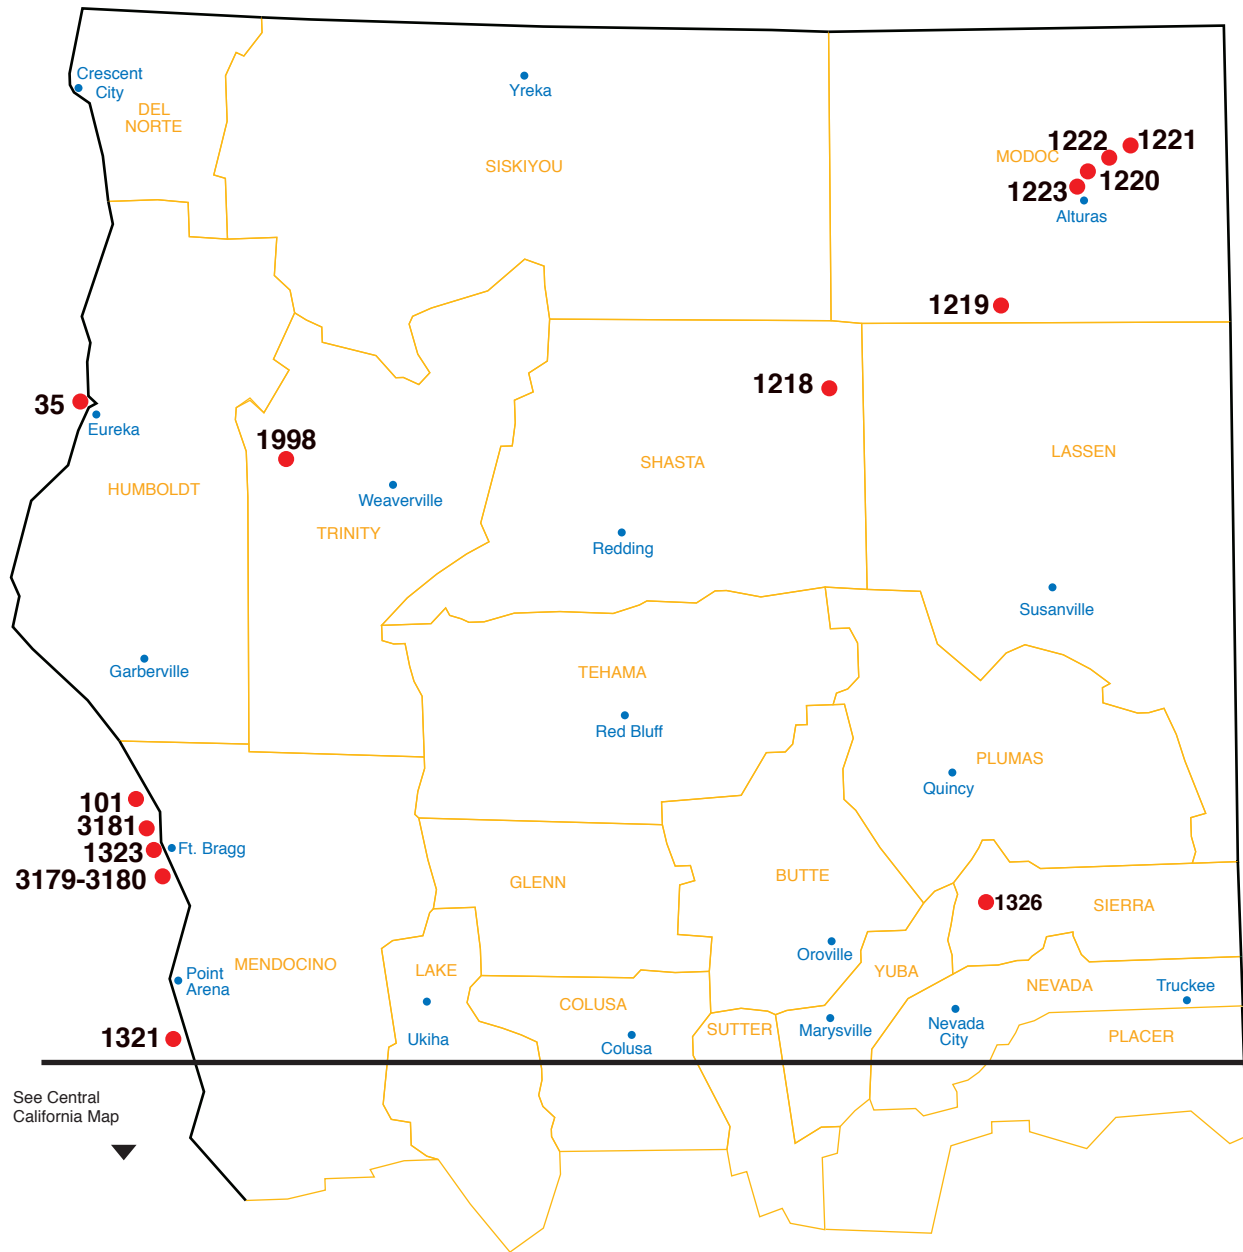 Crescent
City
DEL
NORTE
Yreka
SISKIYOU
MODOC
1222
1221
1220
1223
Alturas
1219
1218
35
Eureka
1998
HUMBOLDT
Weaverville
TRINITY
SHASTA
LASSEN
Redding
Susanville
Garberville
TEHAMA
Red Bluff
PLUMAS
Quincy
101
3181
1323
Ft. Bragg
3179-3180
GLENN
BUTTE
1326
SIERRA
Oroville
MENDOCINO
Point
Arena
LAKE
YUBA
NEVADA
Truckee
COLUSA
SUTTER
Marysville
Nevada
City
PLACER
1321
Ukiha
Colusa
See Central
California Map